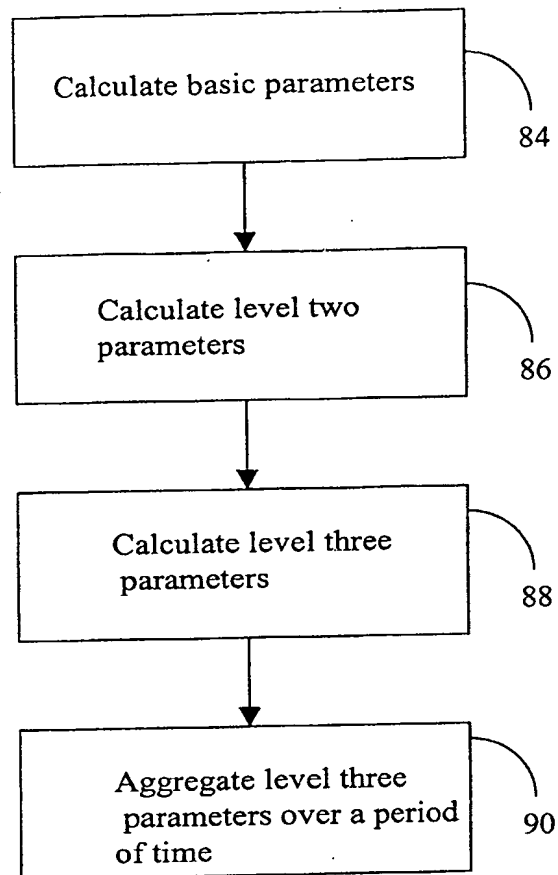 Calculate basic parameters
84
Calculate level two
parameters
86
Calculate level three
parameters
88
Aggregate level three
parameters over a period
of time
90